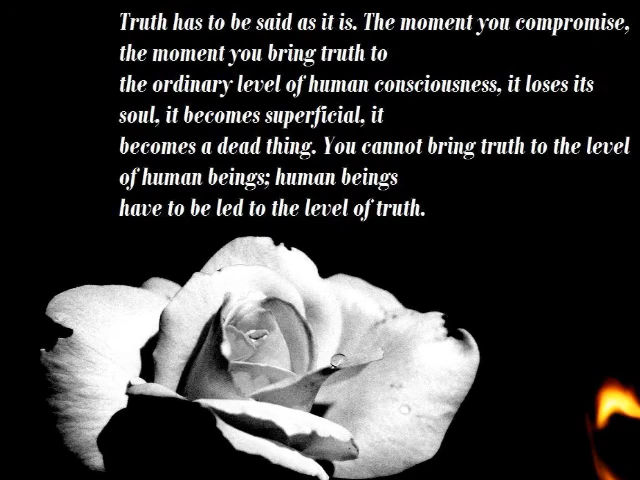 Truth has to be said as it is. The moment you compromise,
the moment you bring truth to
the ordinary level of human consciousness, it loses its
soul, it becomes superficial, it
becomes a dead thing. You cannot bring truth to the level
of human beings; human beings
have to be led to the level of truth.